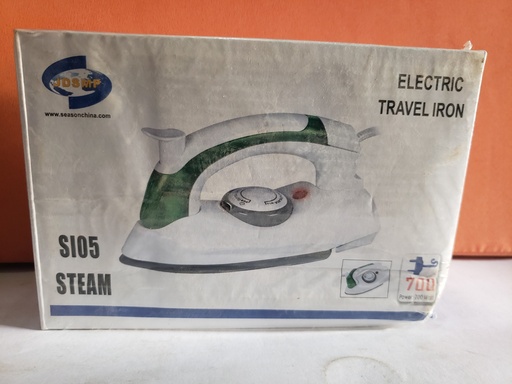 www.seasonchina.com
ELECTRIC
TRAVEL IRON
SI05
STEAM
700